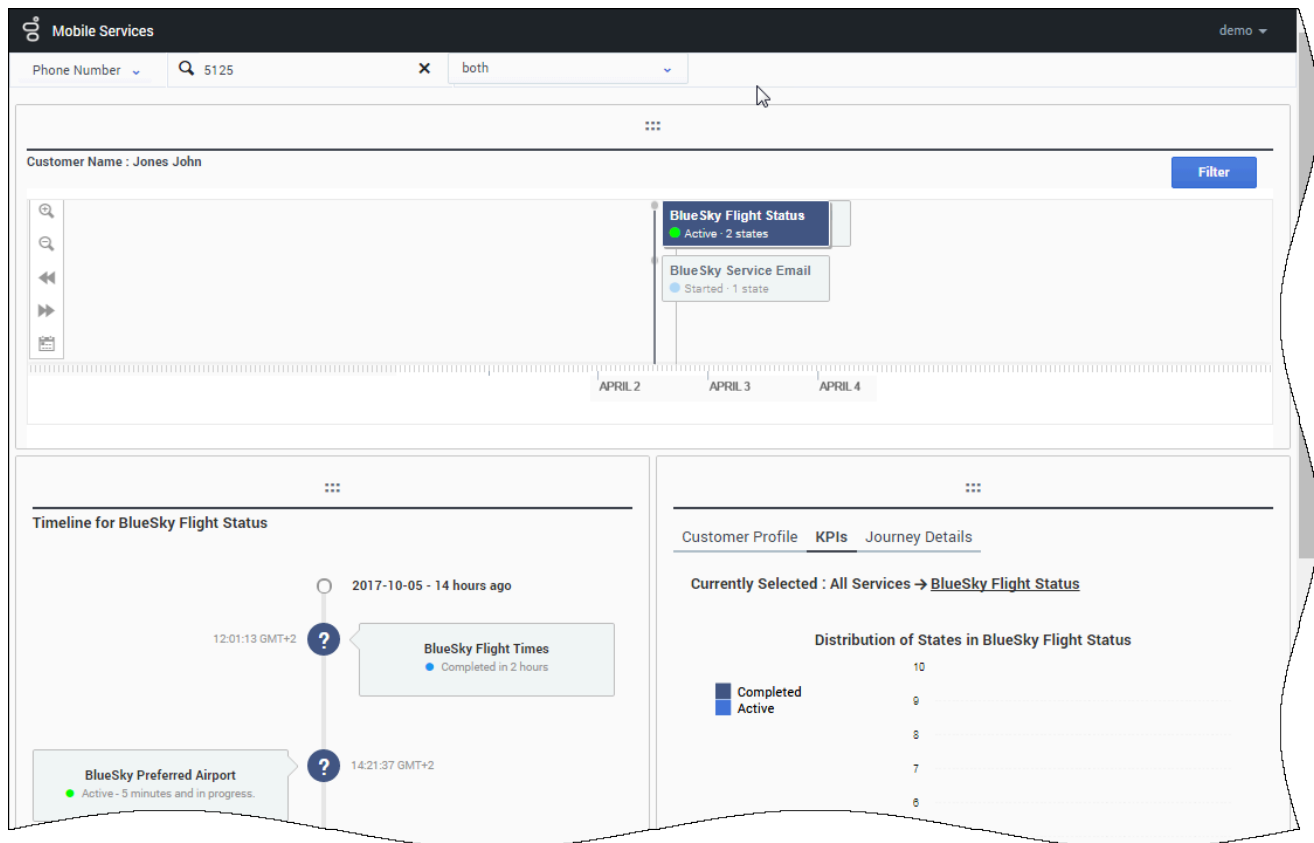 Mobile Services
demo
Phone Number
5125
both
Customer Name : Jones John
Filter
BlueSky Flight Status
Active · 2 states
BlueSky Service Email
Started · 1 state
APRIL 2
APRIL 3
APRIL 4
Timeline for BlueSky Flight Status
2017-10-05 - 14 hours ago
12:01:13 GMT+2
?
BlueSky Flight Times
Completed in 2 hours
BlueSky Preferred Airport
Active - 5 minutes and in progress.
?
14:21:37 GMT+2
Customer Profile KPIs Journey Details
Currently Selected : All Services → BlueSky Flight Status
Distribution of States in BlueSky Flight Status
Completed
Active
10
9
8
7
6